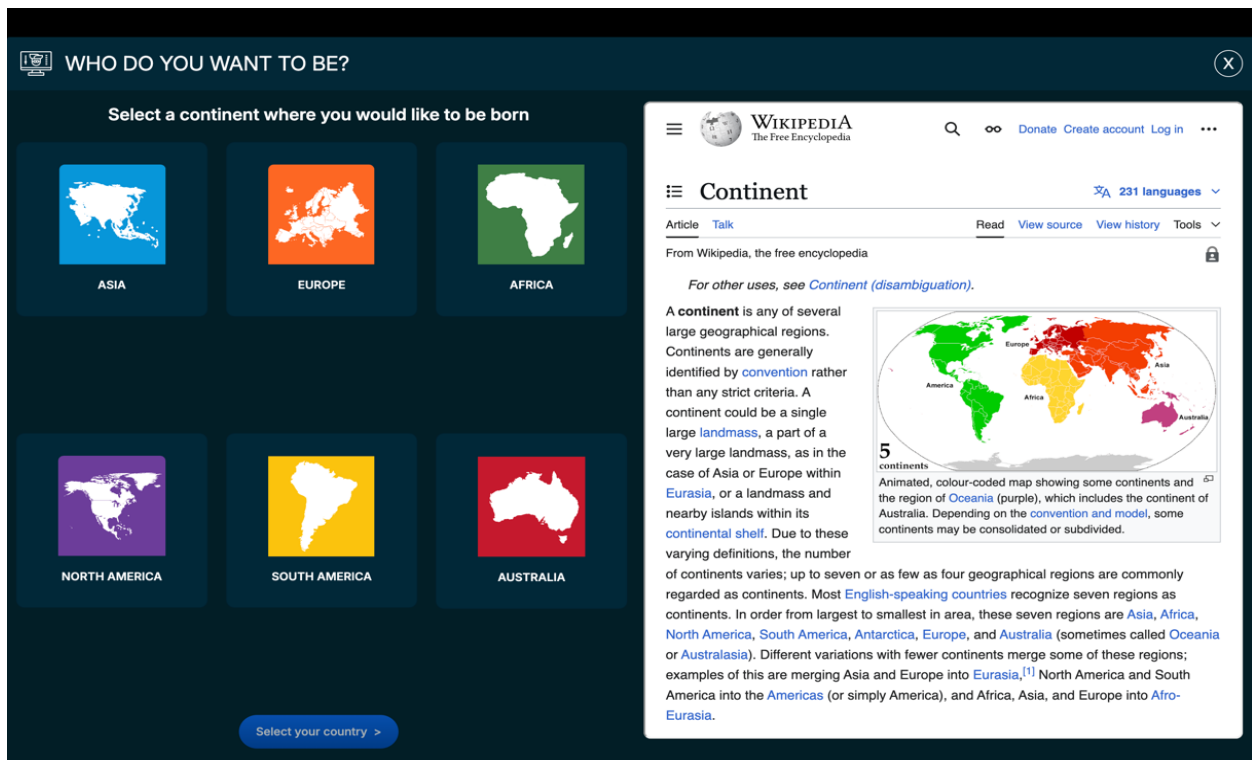 WHO DO YOU WANT TO BE?
X
Select a continent where you would like to be born
ASIA
EUROPE
AFRICA
NORTH AMERICA
SOUTH AMERICA
AUSTRALIA
Select your country >
WIKIPEDIA
The Free Encyclopedia
Donate Create account Log in
Continent
231 languages
Article Talk
Read View source View history Tools
From Wikipedia, the free encyclopedia
For other uses, see Continent (disambiguation).
A continent is any of several
large geographical regions.
Continents are generally
identified by convention rather
than any strict criteria. A
continent could be a single
large landmass, a part of a
very large landmass, as in the
case of Asia or Europe within
Eurasia, or a landmass and
nearby islands within its
continental shelf. Due to these
varying definitions, the number
Europe
Asia
America
Africa
Australia
5
continents
Animated, colour-coded map showing some continents and
the region of Oceania (purple), which includes the continent of
Australia. Depending on the convention and model, some
continents may be consolidated or subdivided.
of continents varies; up to seven or as few as four geographical regions are commonly
regarded as continents. Most English-speaking countries recognize seven regions as
continents. In order from largest to smallest in area, these seven regions are Asia, Africa,
North America, South America, Antarctica, Europe, and Australia (sometimes called Oceania
or Australasia). Different variations with fewer continents merge some of these regions;
examples of this are merging Asia and Europe into Eurasia,[1] North America and South
America into the Americas (or simply America), and Africa, Asia, and Europe into Afro-
Eurasia.